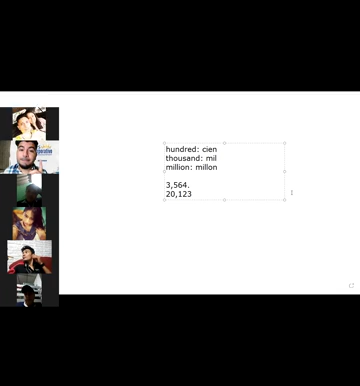 hundred: cien
thousand: mil
million: millon
3,564.
20,123